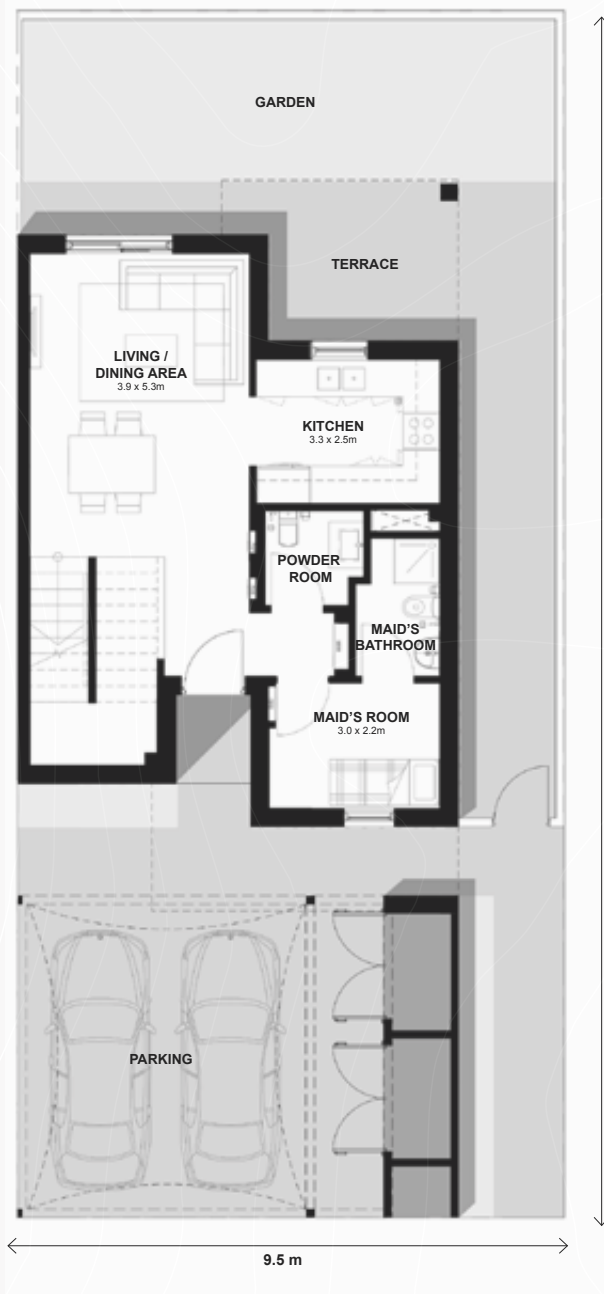 GARDEN
TERRACE
LIVING /
DINING AREA
3.9 x 5.3m
KITCHEN
3.3 x 2.5m
POWDER
ROOM
MAID'S
BATHROOM
MAID'S ROOM
3.0 x 2.2m
PARKING
9.5 m